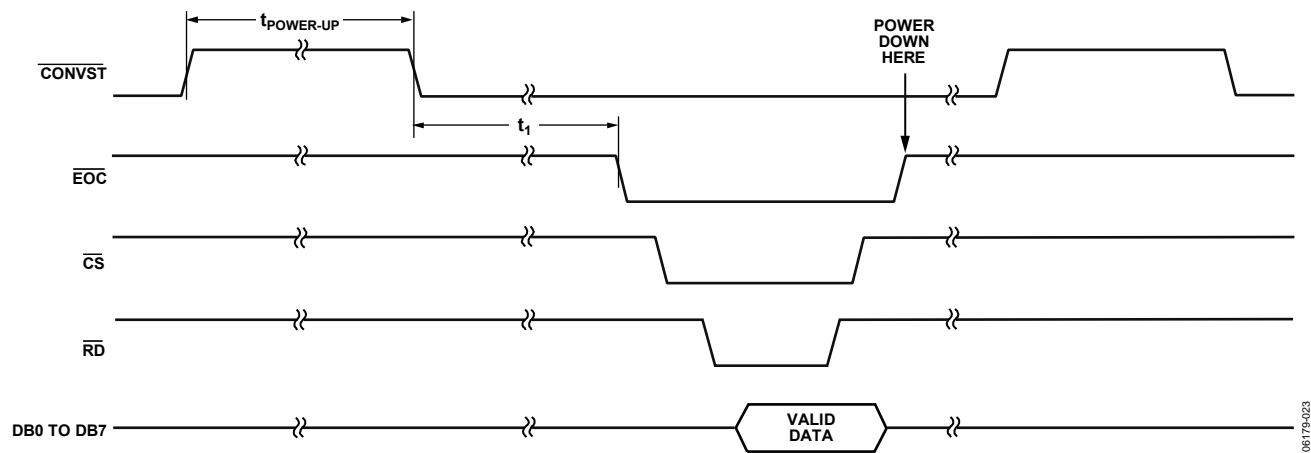 tPOWER-UP
POWER
DOWN
HERE
CONVST
t1
EOC
CS
RD
DB0 TO DB7
VALID
DATA
06179-023